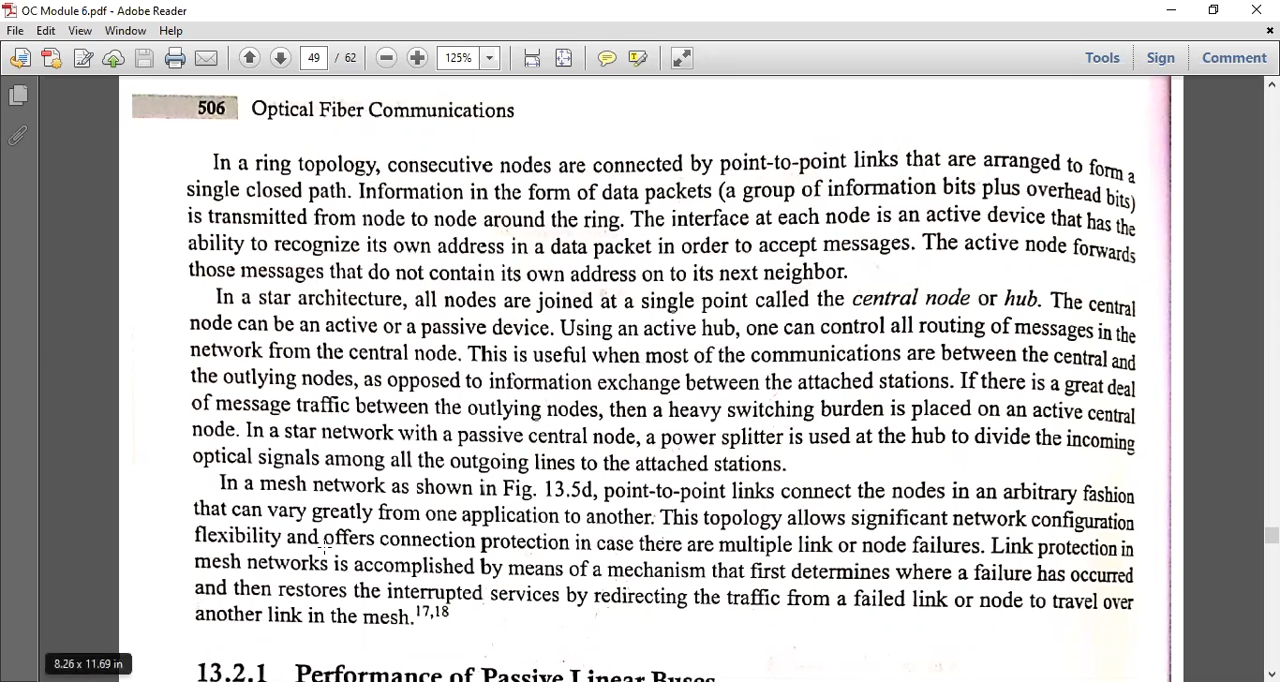 OC Module 6.pdf - Adobe Reader
File Edit View Window Help
49 / 62 125% Tools Sign Comment
506 Optical Fiber Communications
In a ring topology, consecutive nodes are connected by point-to-point links that are arranged to form a
single closed path. Information in the form of data packets (a group of information bits plus overhead bits)
is transmitted from node to node around the ring. The interface at each node is an active device that has the
ability to recognize its own address in a data packet in order to accept messages. The active node forwards
those messages that do not contain its own address on to its next neighbor.
In a star architecture, all nodes are joined at a single point called the central node or hub. The central
node can be an active or a passive device. Using an active hub, one can control all routing of messages in the
network from the central node. This is useful when most of the communications are between the central and
the outlying nodes, as opposed to information exchange between the attached stations. If there is a great deal
of message traffic between the outlying nodes, then a heavy switching burden is placed on an active central
node. In a star network with a passive central node, a power splitter is used at the hub to divide the incoming
optical signals among all the outgoing lines to the attached stations.
In a mesh network as shown in Fig. 13.5d, point-to-point links connect the nodes in an arbitrary fashion
that can vary greatly from one application to another. This topology allows significant network configuration
flexibility and offers connection protection in case there are multiple link or node failures. Link protection in
mesh networks is accomplished by means of a mechanism that first determines where a failure has occurred
and then restores the interrupted services by redirecting the traffic from a failed link or node to travel over
another link in the mesh.17,18
8.26 x 11.69 in
13.2.1 Performance of Passive Linear Buses